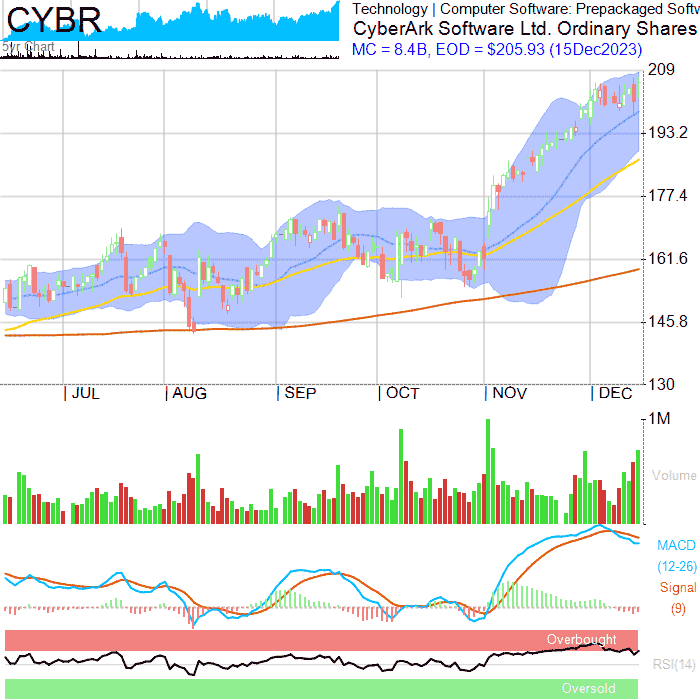 CYBR
5yr Chart
Technology | Computer Software: Prepackaged Softw
CyberArk Software Ltd. Ordinary Shares
MC = 8.4B, EOD = $205.93 (15Dec2023)
209
193.2
177.4
161.6
145.8
130
| JUL | AUG | SEP | OCT | NOV | DEC
1M
Volume
MACD
(12-26)
Signal
(9)
Overbought
RSI(14)
Oversold